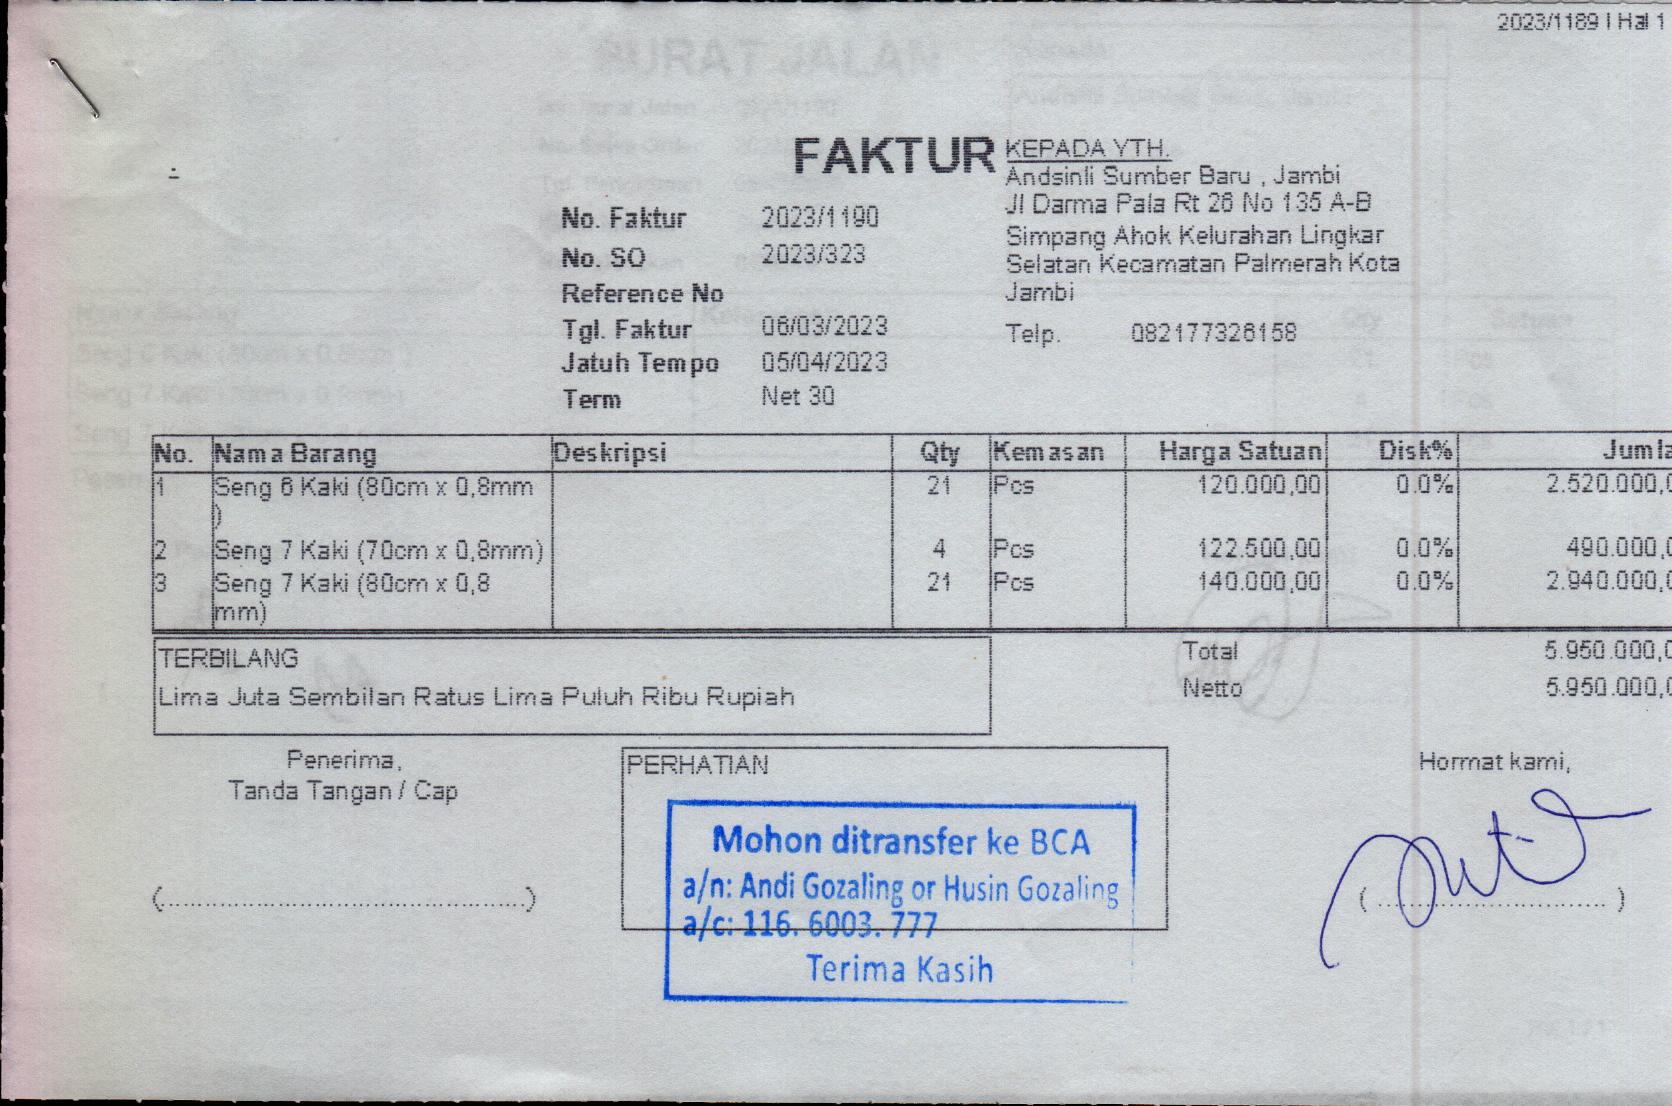 2023/1189 | Hal 1
FAKTUR
KEPADA YTH.
Andsinli Sumber Baru , Jambi
Jl Darma Pala Rt 26 No 135 A-B
Simpang Ahok Kelurahan Lingkar
Selatan Kecamatan Palmerah Kota
Jambi
Telp. 082177326158
No. Faktur 2023/1190
No. SO 2023/323
Reference No
Tgl. Faktur 06/03/2023
Jatuh Tempo 05/04/2023
Term Net 30
No. Nama Barang Deskripsi Qty Kemasan Harga Satuan Disk% Jumla
1 Seng 6 Kaki (80cm x 0,8mm 21 Pcs 120.000,00 0.0% 2.520.000,0
)
2 Seng 7 Kaki (70cm x 0,8mm) 4 Pcs 122.500,00 0.0% 490.000,0
3 Seng 7 Kaki (80cm x 0,8 21 Pcs 140.000,00 0.0% 2.940.000,0
mm)
TERBILANG
Lima Juta Sembilan Ratus Lima Puluh Ribu Rupiah
Total 5.950.000,0
Netto 5.950.000,0
Penerima,
Tanda Tangan / Cap
(..........................................)
PERHATIAN
Mohon ditransfer ke BCA
a/n: Andi Gozaling or Husin Gozaling
a/c: 116. 6003. 777
Terima Kasih
Hormat kami,
(..............................)